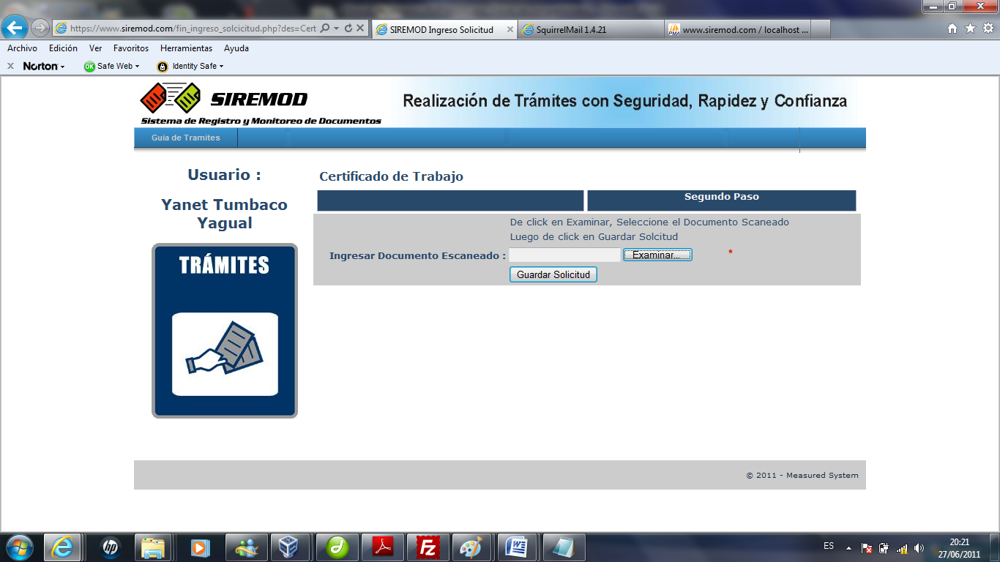 https://www.siremod.com/fin_ingreso_solcicitud.php?des=Cert
SIREMOD Ingreso Solicitud
SquirrelMail 1.4.21
www.siremod.com / localhost ...
Archivo Edición Ver Favoritos Herramientas Ayuda
Norton
Safe Web
Identity Safe
SIREMOD
Sistema de Registro y Monitoreo de Documentos
Realización de Trámites con Seguridad, Rapidez y Confianza
Guia de Tramites
Usuario :
Yanet Tumbaco
Yagual
TRÁMITES
Certificado de Trabajo
Segundo Paso
De click en Examinar, Seleccione el Documento Scaneado
Luego de click en Guardar Solcitud
Ingresar Documento Escaneado :
Examinar...
*
Guardar Solicitud
© 2011 - Measured System
ES
20:21
27/06/2011